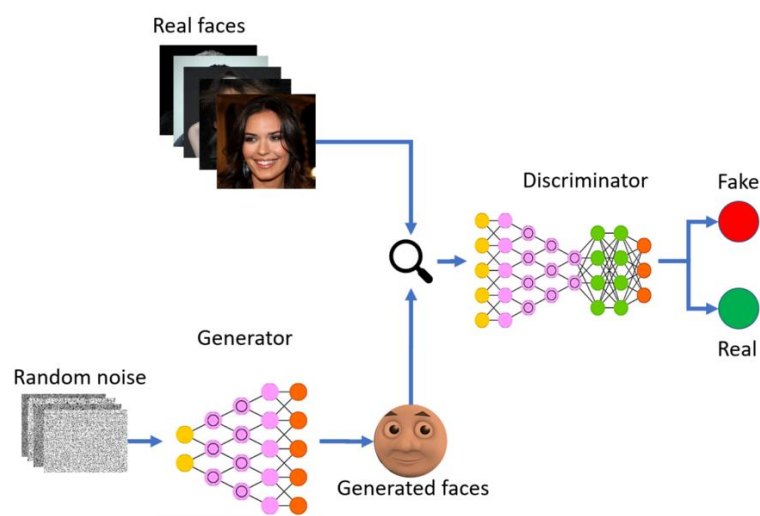 Real faces
Discriminator
Fake
Real
Generator
Random noise
Generated faces